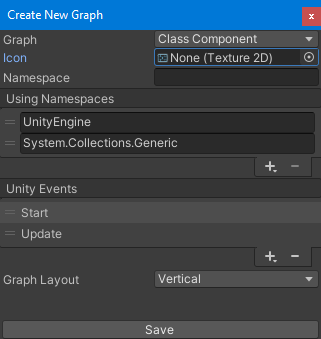 Create New Graph x
Graph Class Component
Icon None (Texture 2D)
Namespace
Using Namespaces
UnityEngine
System.Collections.Generic
+ −
Unity Events
Start
Update
+ −
Graph Layout Vertical
Save